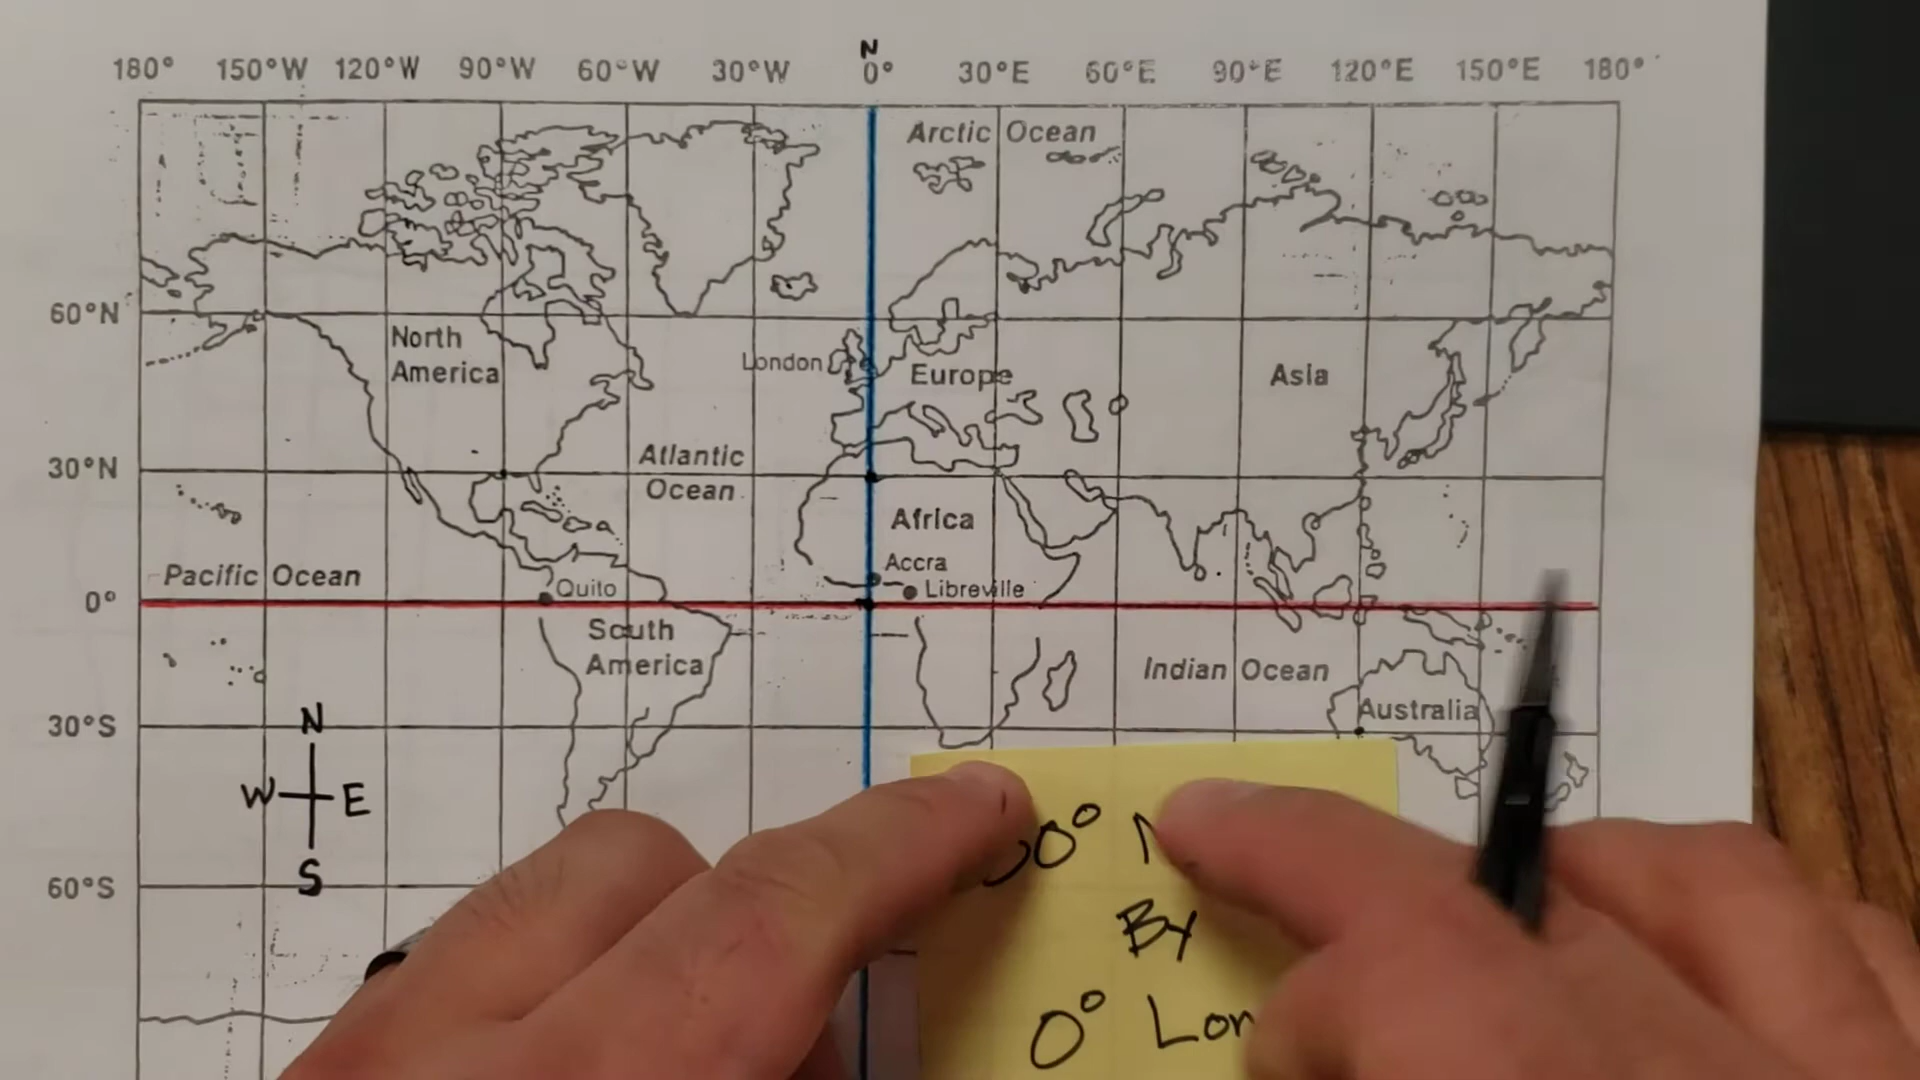 N
180° 150°W 120°W 90°W 60°W 30°W 0° 30°E 60°E 90°E 120°E 150°E 180°
Arctic Ocean
60°N
North
America
London
Europe
Asia
30°N
Atlantic
Ocean
Africa
Accra
Pacific Ocean
Quito
Libreville
0°
South
America
Indian Ocean
Australia
30°S
N
W E
S
60°S
0° N
By
0°